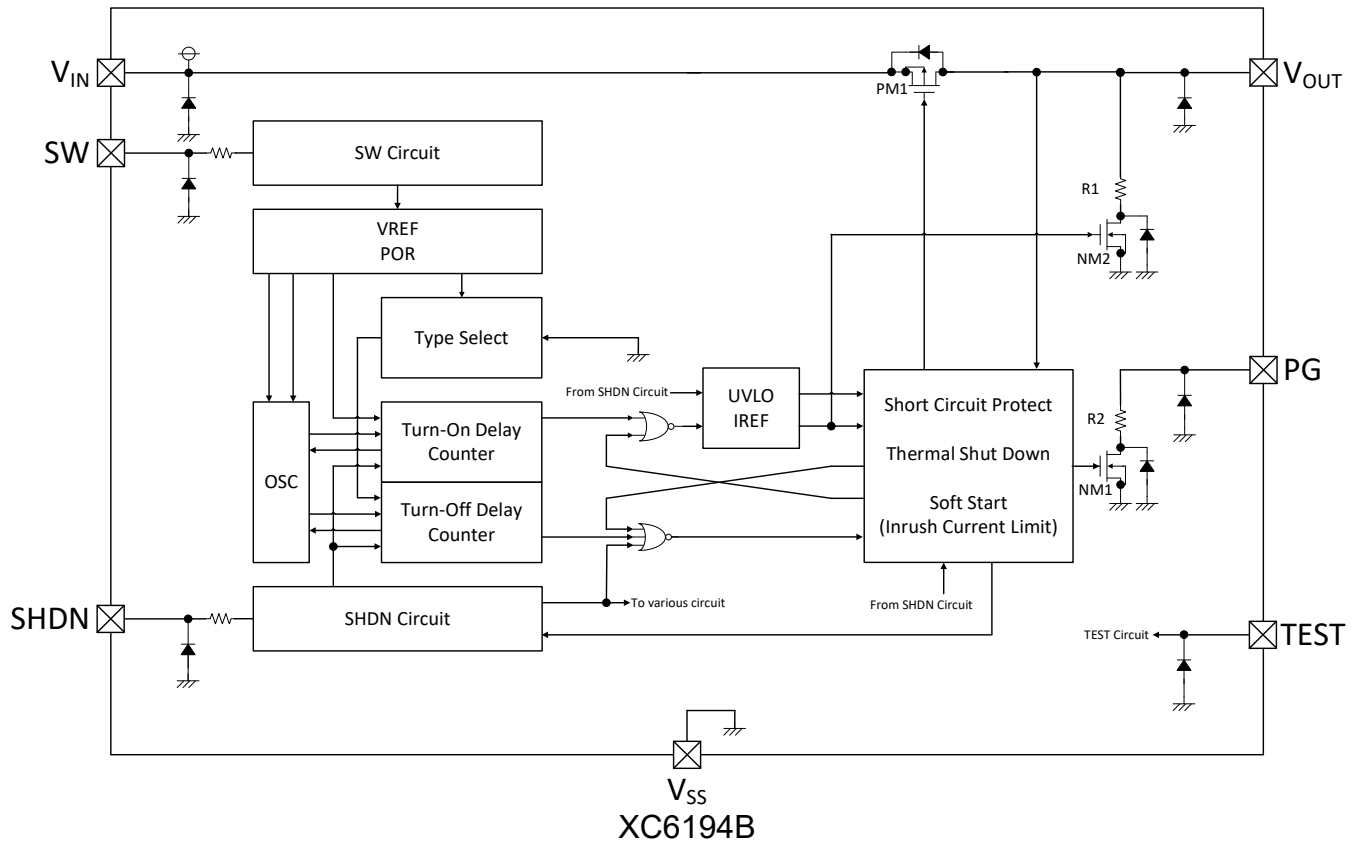 VIN
PM1
VOUT
SW
SW Circuit
R1
VREF
POR
NM2
Type Select
From SHDN Circuit
UVLO
IREF
PG
Short Circuit Protect
Thermal Shut Down
Soft Start
(Inrush Current Limit)
R2
NM1
OSC
Turn-On Delay
Counter
Turn-Off Delay
Counter
SHDN
SHDN Circuit
To various circuit
From SHDN Circuit
TEST Circuit
TEST
VSS
XC6194B